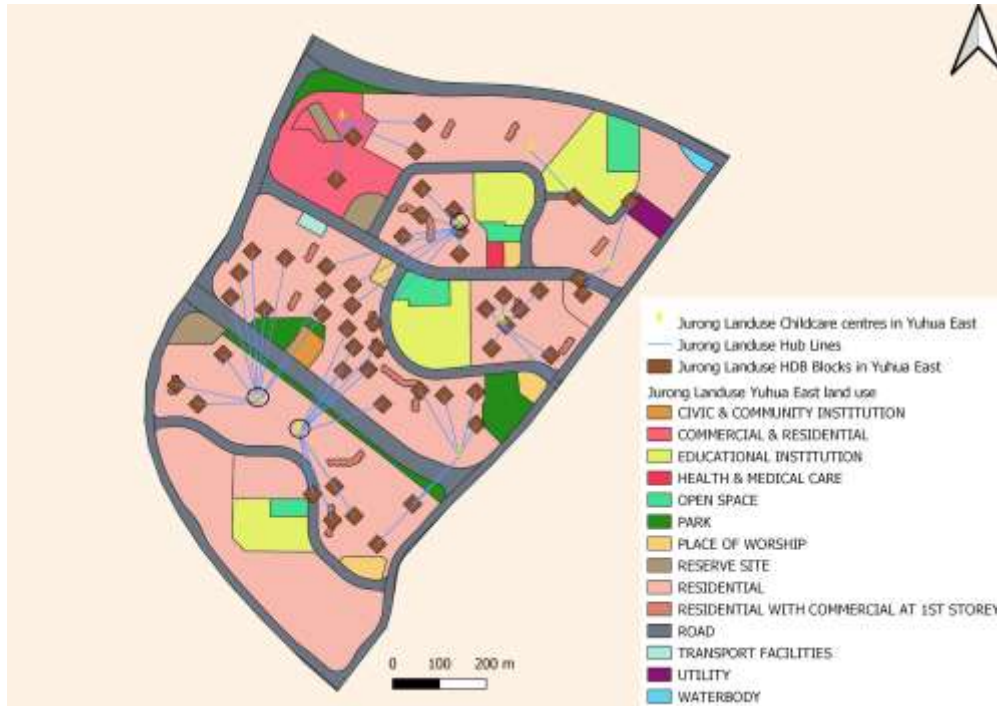 Jurong Landuse Childcare centres in Yuhua East
Jurong Landuse Hub Lines
Jurong Landuse HDB Blocks in Yuhua East
Jurong Landuse Yuhua East land use
CIVIC & COMMUNITY INSTITUTION
COMMERCIAL & RESIDENTIAL
EDUCATIONAL INSTITUTION
HEALTH & MEDICAL CARE
OPEN SPACE
PARK
PLACE OF WORSHIP
RESERVE SITE
RESIDENTIAL
RESIDENTIAL WITH COMMERCIAL AT 1ST STOREY
ROAD
TRANSPORT FACILITIES
UTILITY
WATERBODY
0 100 200 m